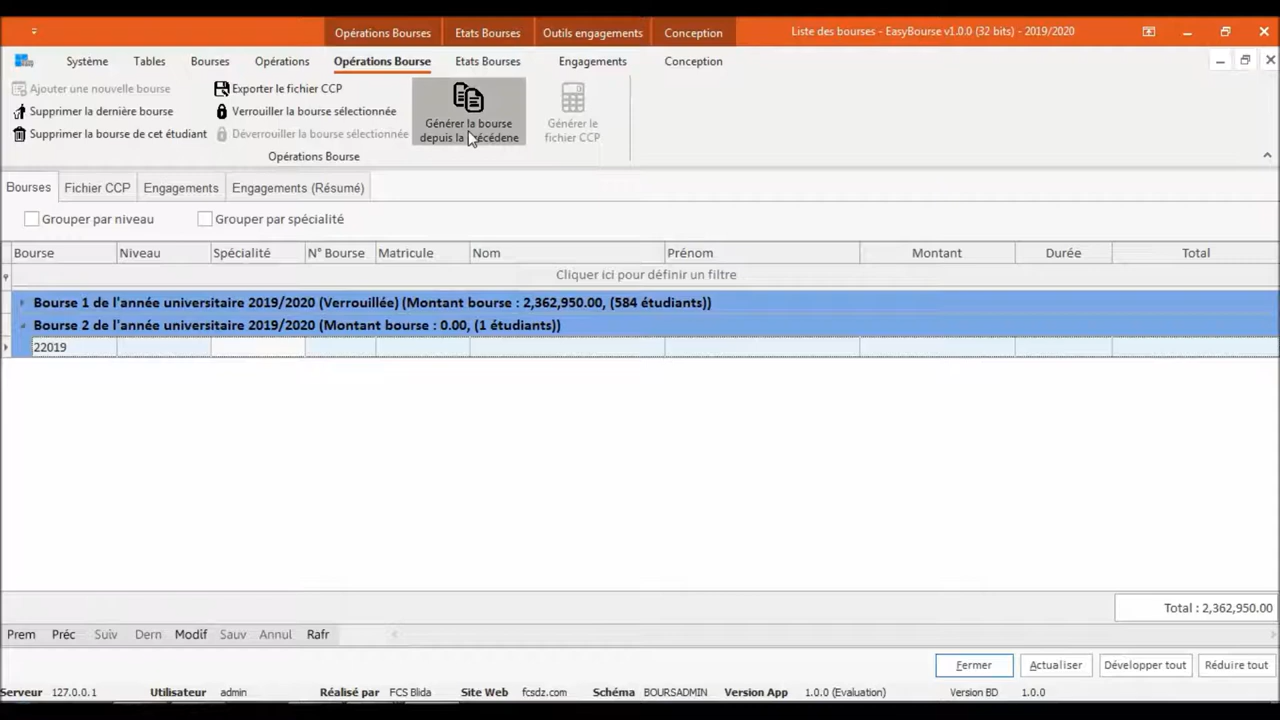 Opérations Bourses Etats Bourses Outils engagements Conception Liste des bourses - EasyBourse v1.0.0 (32 bits) - 2019/2020
Système Tables Bourses Opérations Opérations Bourse Etats Bourses Engagements Conception
Ajouter une nouvelle bourse
Supprimer la dernière bourse
Supprimer la bourse de cet étudiant
Exporter le fichier CCP
Verrouiller la bourse sélectionnée
Déverrouiller la bourse sélectionnée
Générer la bourse
depuis la
Générer le
fichier CCP
Opérations Bourse
Bourses Fichier CCP Engagements Engagements (Résumé)
Grouper par niveau Grouper par spécialité
Bourse Niveau Spécialité N° Bourse Matricule Nom Prénom Montant Durée Total
Cliquer ici pour définir un filtre
Bourse 1 de l'année universitaire 2019/2020 (Verrouillée) (Montant bourse : 2,362,950.00, (584 étudiants))
Bourse 2 de l'année universitaire 2019/2020 (Montant bourse : 0.00, (1 étudiants))
22019
Total : 2,362,950.00
Prem Préc Suiv Dern Modif Sauv Annul Rafr
Fermer Actualiser Développer tout Réduire tout
Serveur 127.0.0.1 Utilisateur admin Réalisé par FCS Blida Site Web fcsdz.com Schéma BOURSADMIN Version App 1.0.0 (Evaluation) Version BD 1.0.0